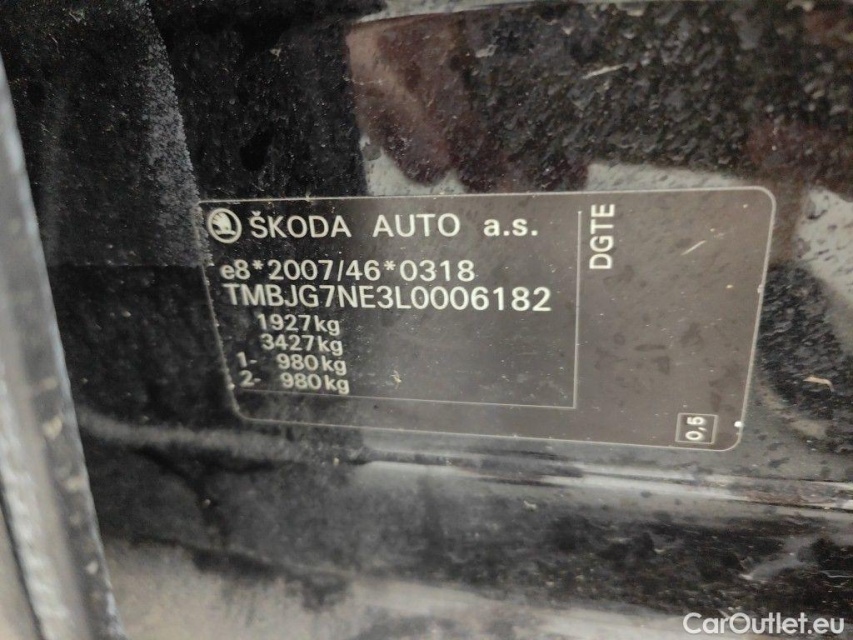 ŠKODA AUTO a.s.
e8*2007/46*0318
TMBJG7NE3L0006182
1927kg
3427kg
1- 980kg
2- 980kg
DGTE
0,5
CarOutlet.eu